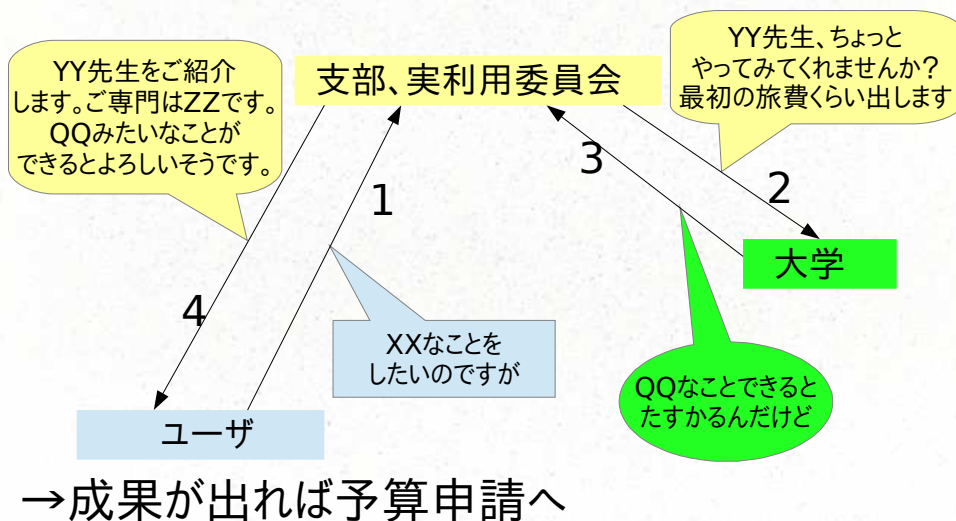 YY先生をご紹介
します。ご専門はZZです。
QQみたいなことが
できるとよろしいそうです。
支部、実利用委員会
YY先生、ちょっと
やってみてくれませんか?
最初の旅費くらい出します
1
3
2
4
大学
XXなことを
したいのですが
QQなことできると
たすかるんだけど
ユーザ
→成果が出れば予算申請へ